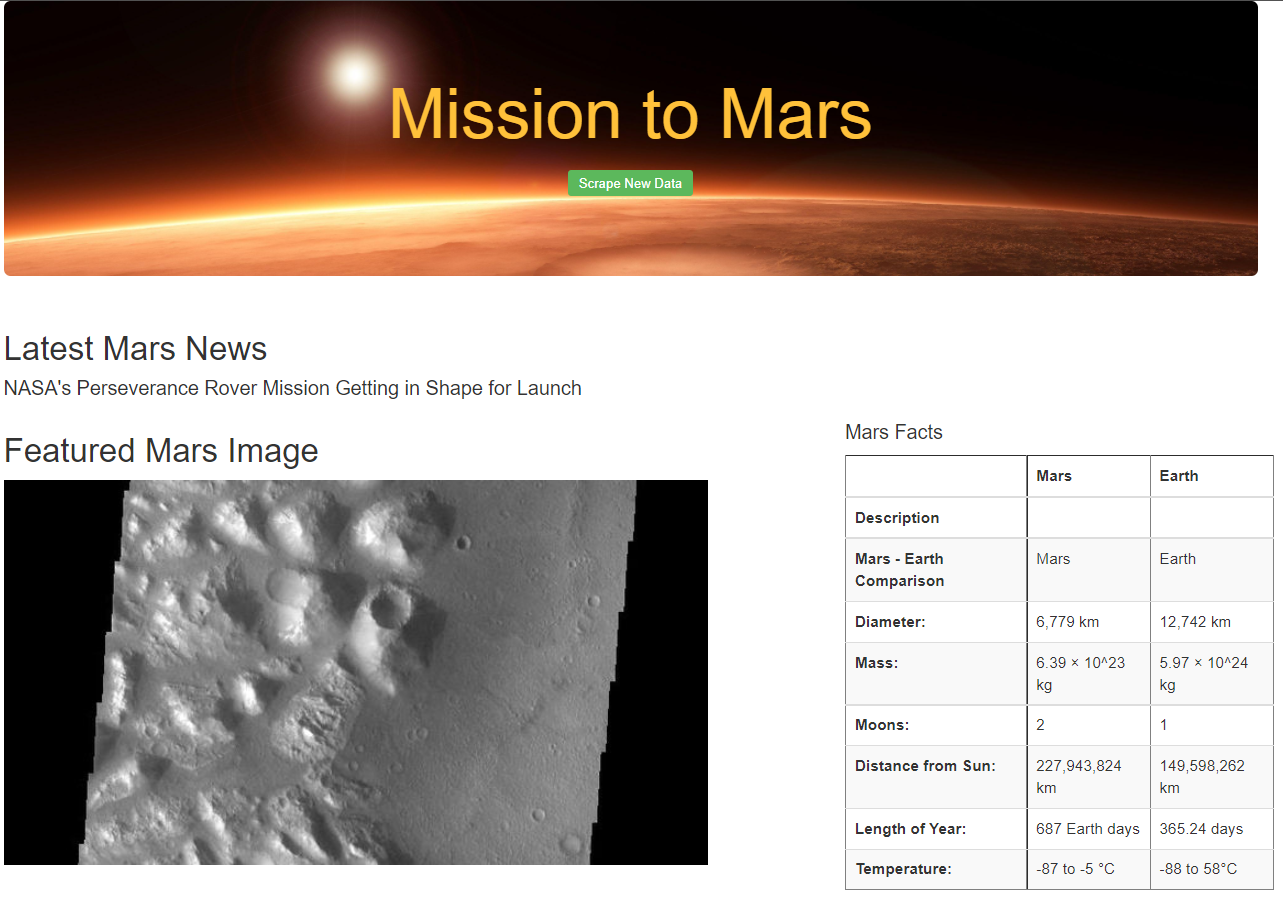 Mission to Mars
Scrape New Data
Latest Mars News
NASA's Perseverance Rover Mission Getting in Shape for Launch
Featured Mars Image
Mars Facts
Mars Earth
Description
Mars - Earth Comparison Mars Earth
Diameter: 6,779 km 12,742 km
Mass: 6.39 × 10^23 kg 5.97 × 10^24 kg
Moons: 2 1
Distance from Sun: 227,943,824 km 149,598,262 km
Length of Year: 687 Earth days 365.24 days
Temperature: -87 to -5 °C -88 to 58°C